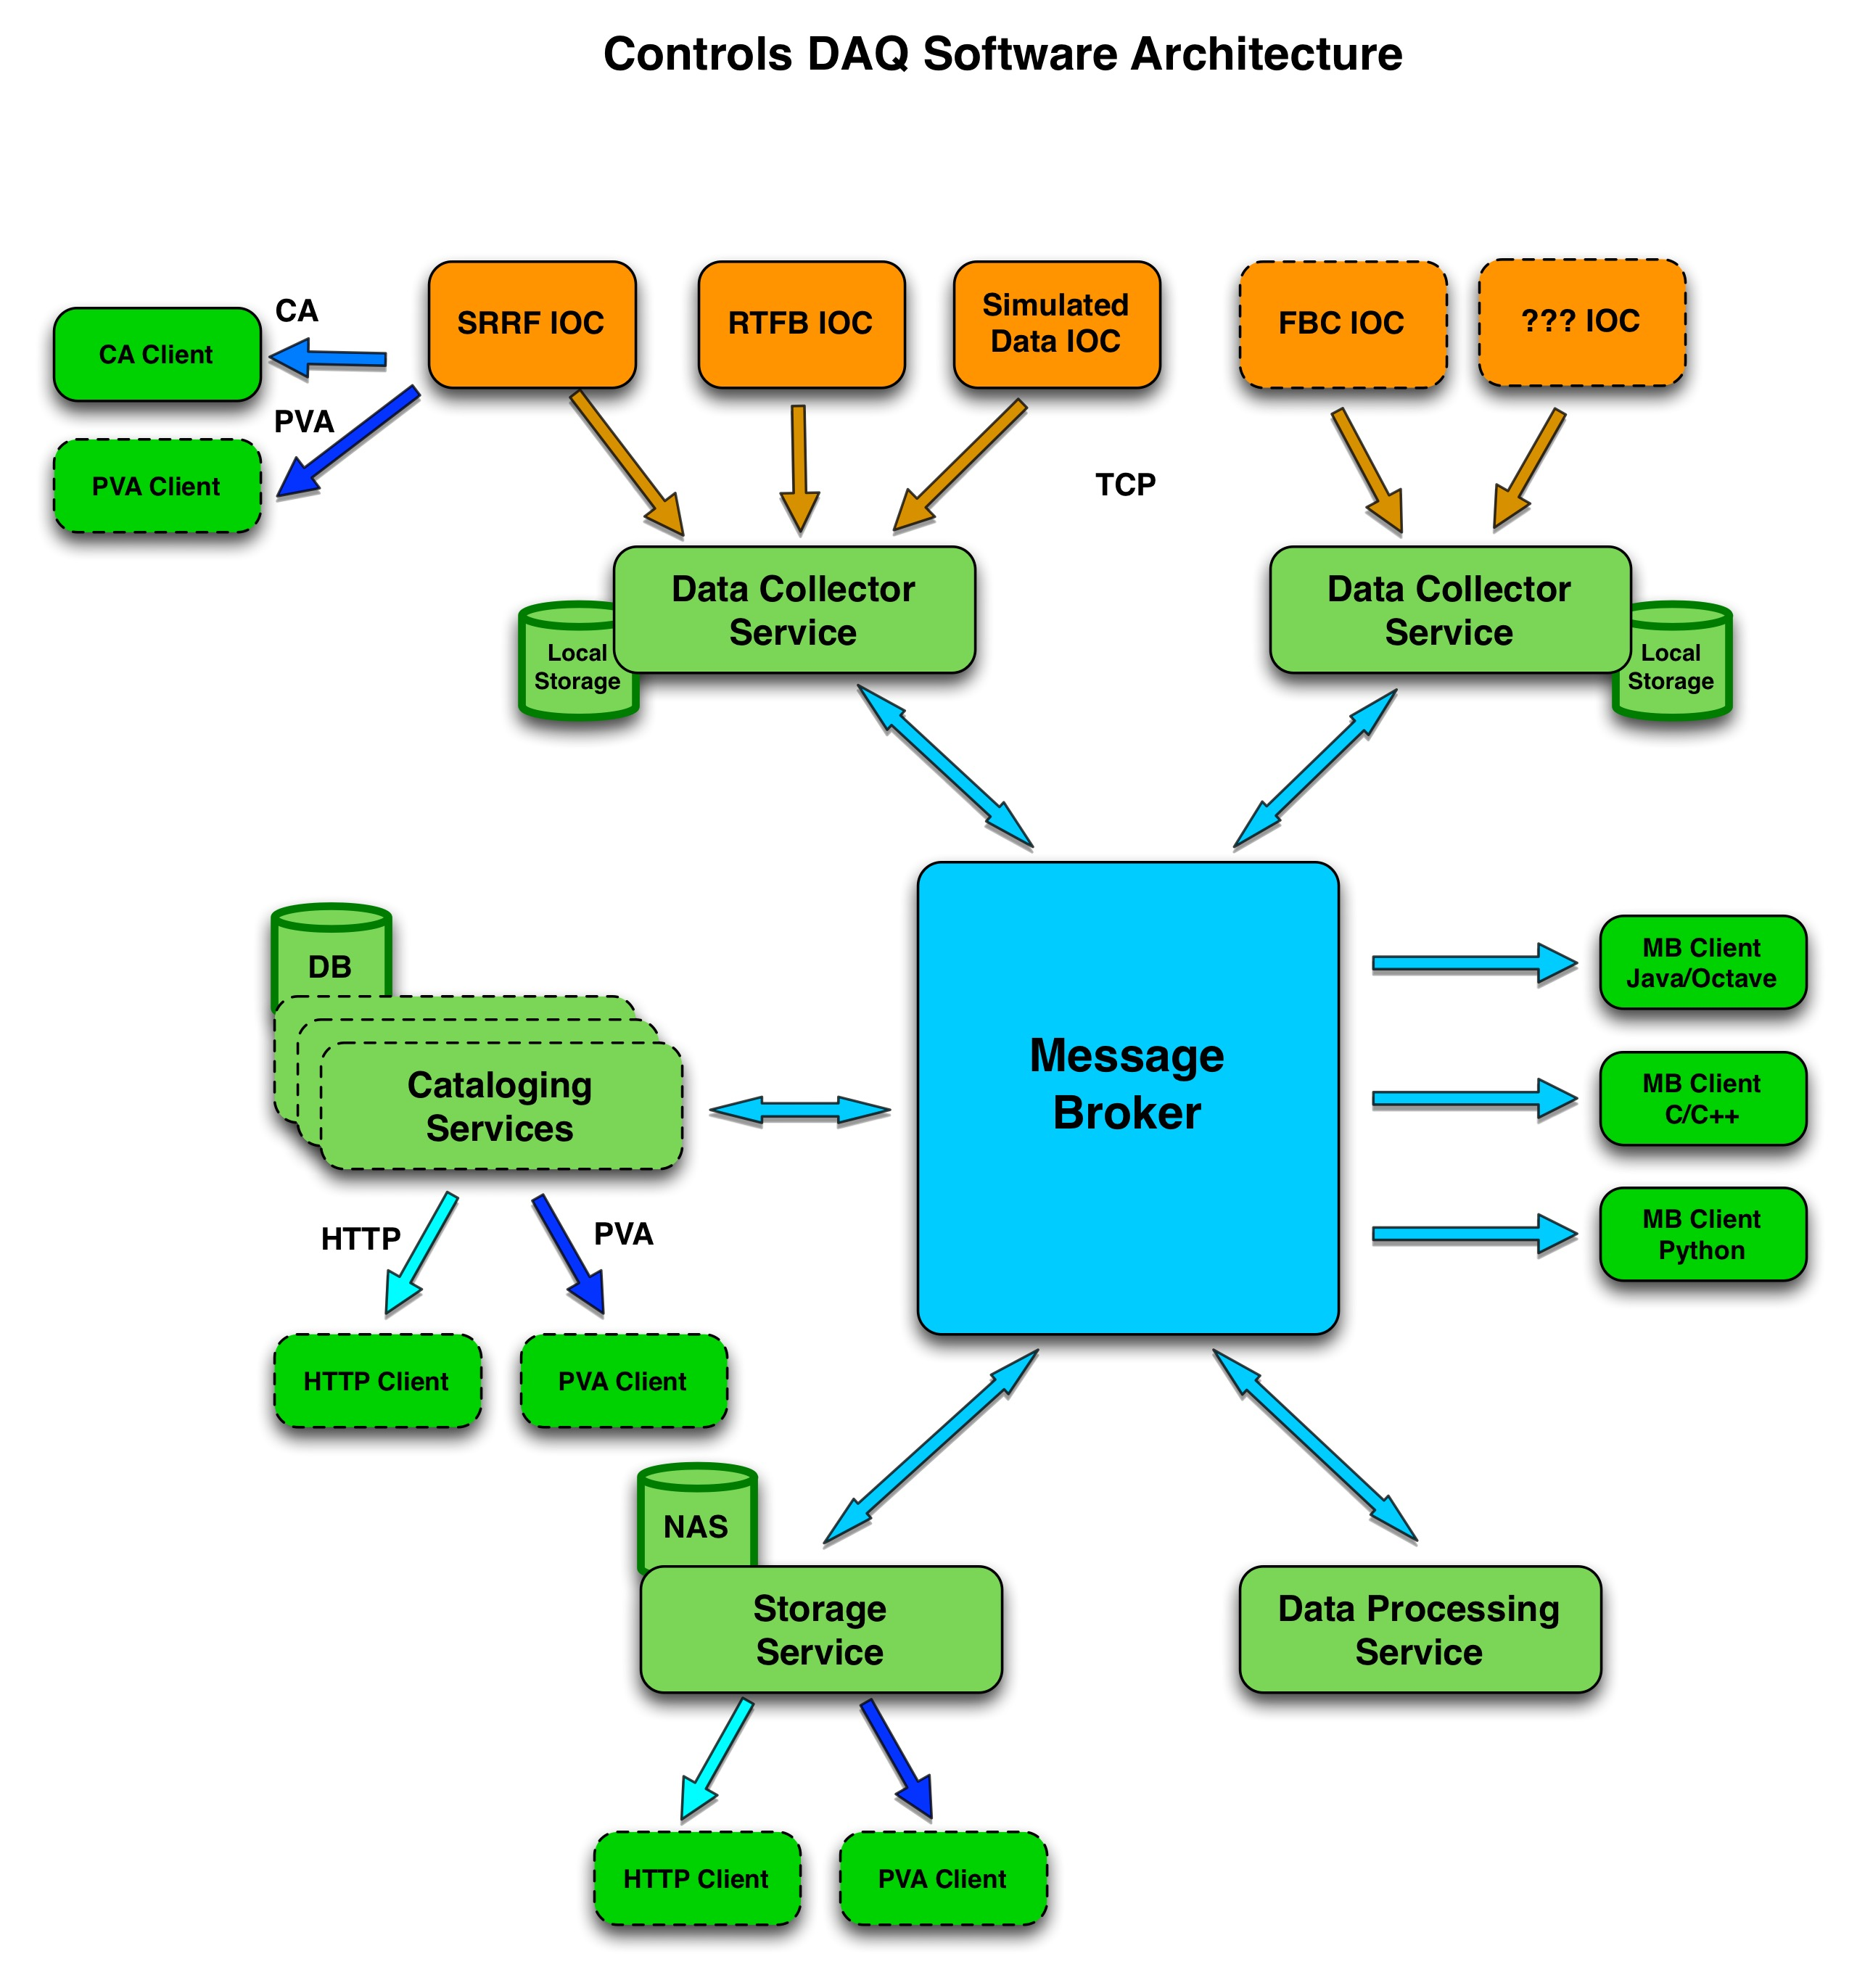 Controls DAQ Software Architecture
CA
CA Client
PVA
PVA Client
SRRF IOC
RTFB IOC
Simulated
Data IOC
FBC IOC
??? IOC
TCP
Data Collector
Service
Local
Storage
Data Collector
Service
Local
Storage
DB
Cataloging
Services
Message
Broker
MB Client
Java/Octave
MB Client
C/C++
MB Client
Python
HTTP
PVA
HTTP Client
PVA Client
NAS
Storage
Service
Data Processing
Service
HTTP Client
PVA Client